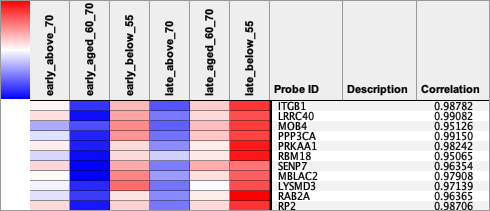 early_above_70
early_aged_60_70
early_below_55
late_above_70
late_aged_60_70
late_below_55
Probe ID Description Correlation
ITGB1 0.98782
LRRC40 0.99082
MOB4 0.95126
PPP3CA 0.99150
PRKAA1 0.98242
RBM18 0.95065
SENP7 0.96354
MBLAC2 0.97908
LYSMD3 0.97139
RAB2A 0.96365
RP2 0.98706